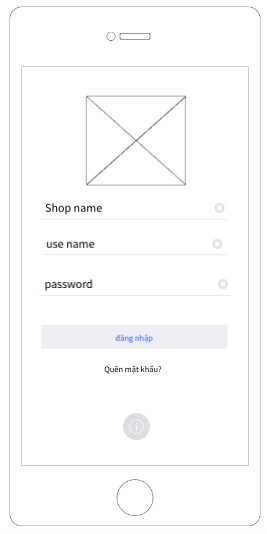 Shop name
use name
password
đăng nhập
Quên mật khẩu?